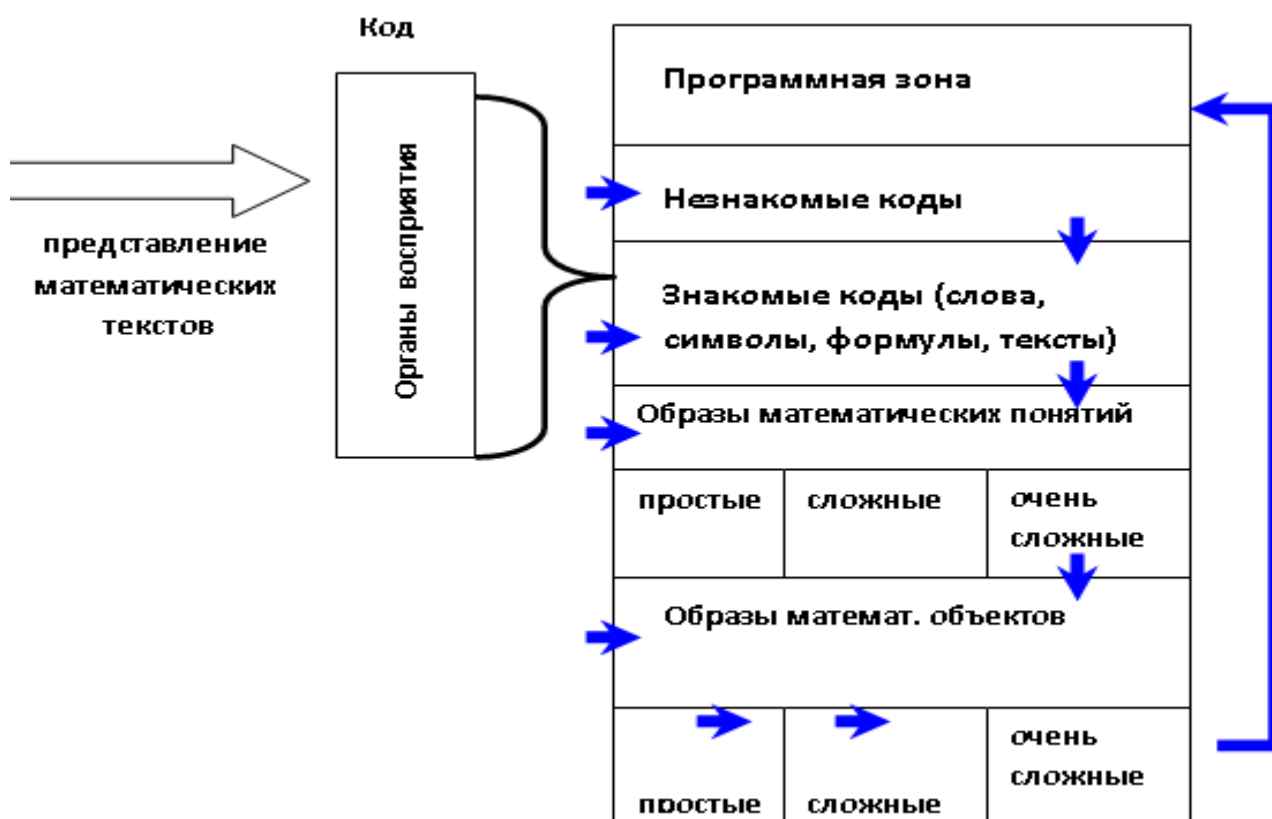 Код
представление
математических
текстов
Органы восприятия
Программная зона
Незнакомые коды
Знакомые коды (слова,
символы, формулы, тексты)
Образы математических понятий
простые
сложные
очень
сложные
Образы математ. объектов
простые
сложные
очень
сложные